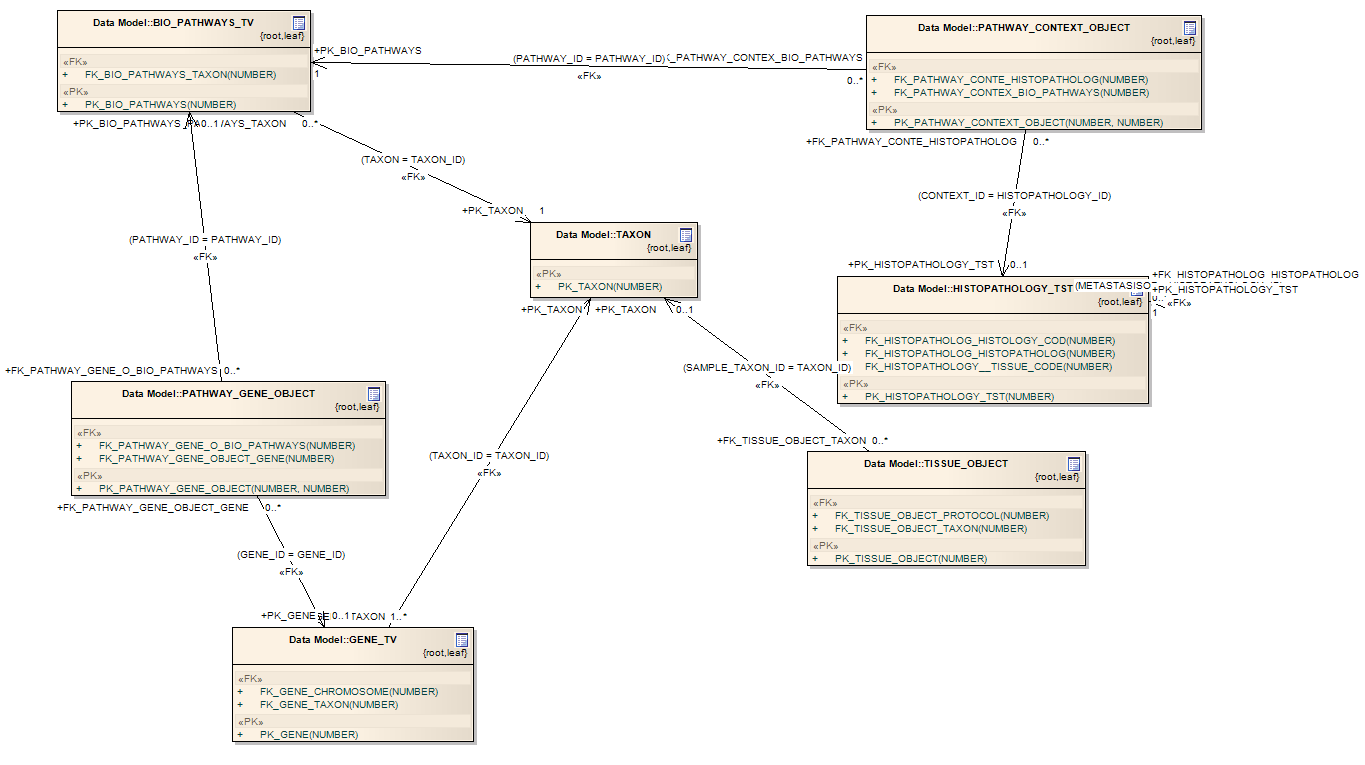 Data Model::BIO_PATHWAYS_TV
{root,leaf}
«FK»
+ FK_BIO_PATHWAYS_TAXON(NUMBER)
«PK»
+ PK_BIO_PATHWAYS(NUMBER)
+PK_BIO_PATHWAYS
1
(PATHWAY_ID = PATHWAY_ID)
_PATHWAY_CONTEX_BIO_PATHWAYS
«FK»
0..*
Data Model::PATHWAY_CONTEXT_OBJECT
{root,leaf}
«FK»
+ FK_PATHWAY_CONTE_HISTOPATHOLOG(NUMBER)
+ FK_PATHWAY_CONTEX_BIO_PATHWAYS(NUMBER)
«PK»
+ PK_PATHWAY_CONTEXT_OBJECT(NUMBER, NUMBER)
+PK_BIO_PATHWAYS
0..1
AYS_TAXON 0..*
+FK_PATHWAY_CONTE_HISTOPATHOLOG 0..*
(TAXON = TAXON_ID)
«FK»
(CONTEXT_ID = HISTOPATHOLOGY_ID)
«FK»
+PK_TAXON 1
Data Model::TAXON
{root,leaf}
«PK»
+ PK_TAXON(NUMBER)
(PATHWAY_ID = PATHWAY_ID)
«FK»
+PK_HISTOPATHOLOGY_TST 0..1
+FK_HISTOPATHOLOG_HISTOPATHOLOG
(METASTASISO
+PK_HISTOPATHOLOGY_TST
0..*
«FK»
1
Data Model::HISTOPATHOLOGY_TST
{root,leaf}
«FK»
+ FK_HISTOPATHOLOG_HISTOLOGY_COD(NUMBER)
+ FK_HISTOPATHOLOG_HISTOPATHOLOG(NUMBER)
+ FK_HISTOPATHOLOGY__TISSUE_CODE(NUMBER)
«PK»
+ PK_HISTOPATHOLOGY_TST(NUMBER)
+PK_TAXON +PK_TAXON 0..1
(SAMPLE_TAXON_ID = TAXON_ID)
«FK»
+FK_PATHWAY_GENE_O_BIO_PATHWAYS 0..*
Data Model::PATHWAY_GENE_OBJECT
{root,leaf}
«FK»
+ FK_PATHWAY_GENE_O_BIO_PATHWAYS(NUMBER)
+ FK_PATHWAY_GENE_OBJECT_GENE(NUMBER)
«PK»
+ PK_PATHWAY_GENE_OBJECT(NUMBER, NUMBER)
+FK_TISSUE_OBJECT_TAXON 0..*
Data Model::TISSUE_OBJECT
{root,leaf}
«FK»
+ FK_TISSUE_OBJECT_PROTOCOL(NUMBER)
+ FK_TISSUE_OBJECT_TAXON(NUMBER)
«PK»
+ PK_TISSUE_OBJECT(NUMBER)
(TAXON_ID = TAXON_ID)
«FK»
+FK_PATHWAY_GENE_OBJECT_GENE 0..*
(GENE_ID = GENE_ID)
«FK»
+PK_GENE 0..1 TAXON 1..*
Data Model::GENE_TV
{root,leaf}
«FK»
+ FK_GENE_CHROMOSOME(NUMBER)
+ FK_GENE_TAXON(NUMBER)
«PK»
+ PK_GENE(NUMBER)